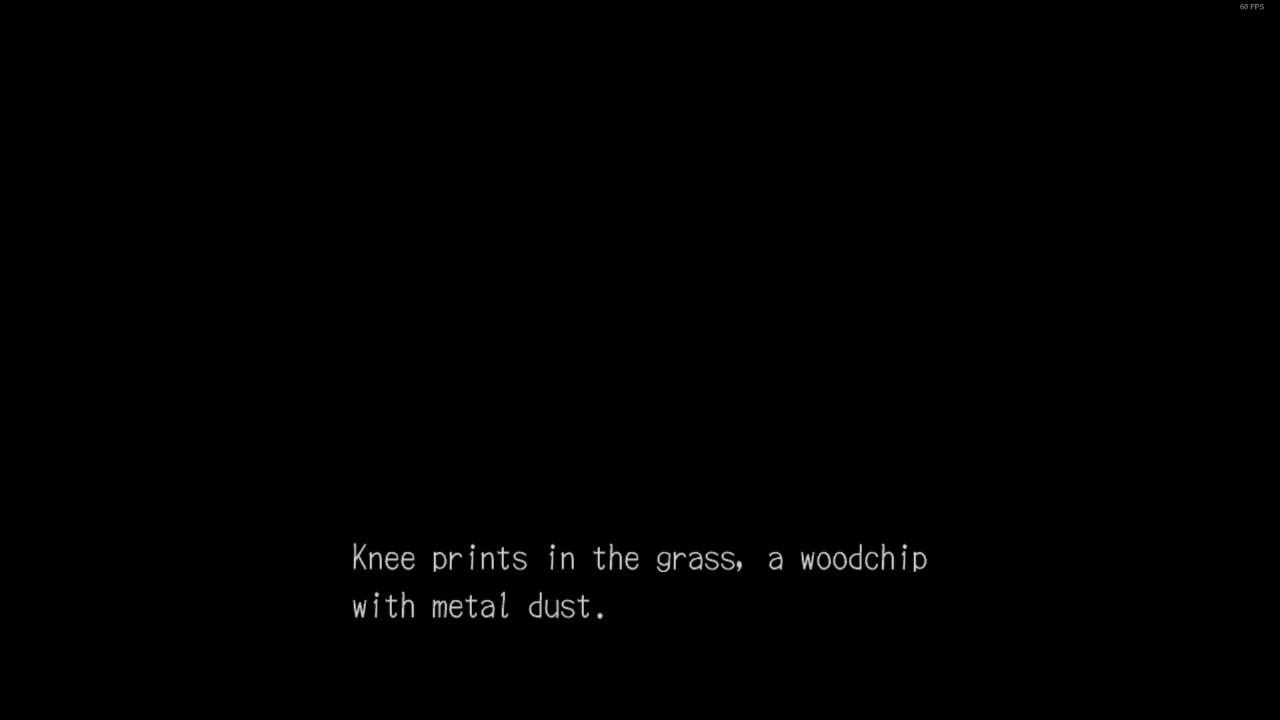 60 FPS
Knee prints in the grass, a woodchip
with metal dust.